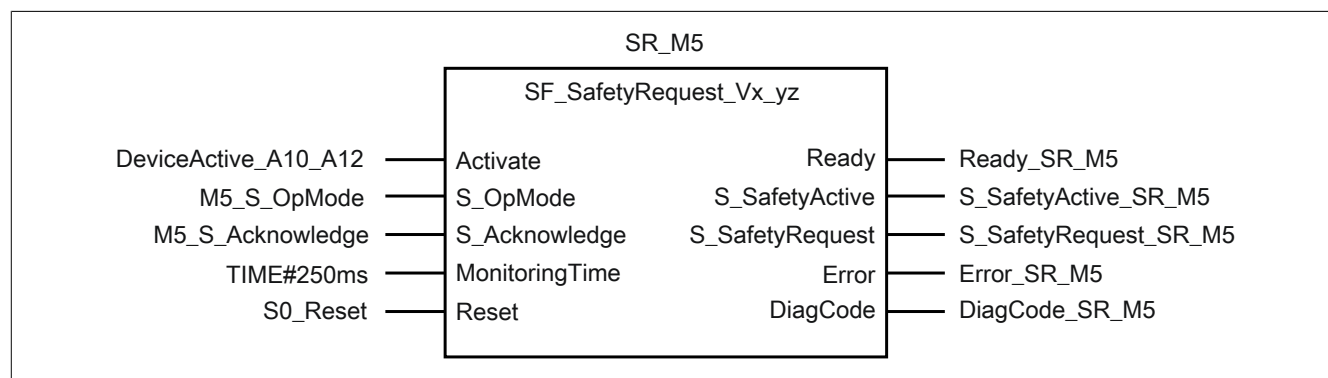 SR_M5
SF_SafetyRequest_Vx_yz
DeviceActive_A10_A12 Activate Ready Ready_SR_M5
M5_S_OpMode S_OpMode S_SafetyActive S_SafetyActive_SR_M5
M5_S_Acknowledge S_Acknowledge S_SafetyRequest S_SafetyRequest_SR_M5
TIME#250ms MonitoringTime Error Error_SR_M5
S0_Reset Reset DiagCode DiagCode_SR_M5